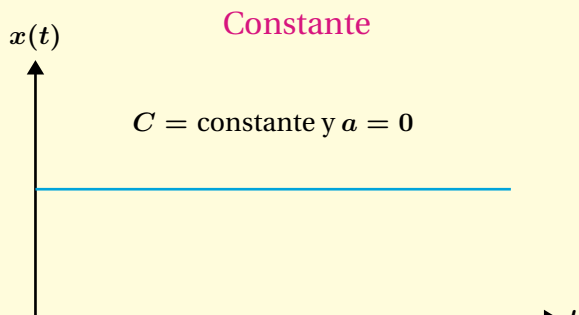 Constante
x(t)
C = constante y a = 0